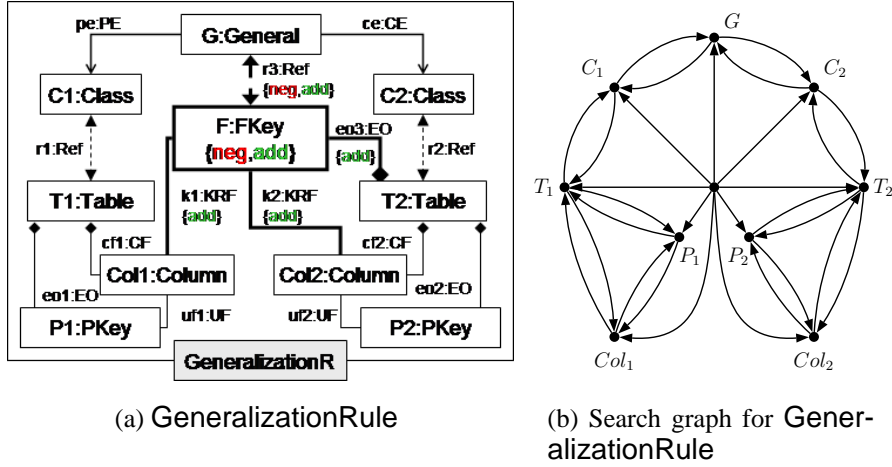 pe:PE
G:General
ce:CE
r3:Ref
{neg,add}
C1:Class
C2:Class
F:FKey
{neg,add}
eo3:EO
{add}
r1:Ref
r2:Ref
k1:KRF
{add}
k2:KRF
{add}
T1:Table
T2:Table
cf1:CF
cf2:CF
Col1:Column
Col2:Column
eo1:EO
eo2:EO
uf1:UF
uf2:UF
P1:PKey
P2:PKey
GeneralizationR
(a) GeneralizationRule
G
C1
C2
T1
T2
P1
P2
Col1
Col2
(b) Search graph for Gener-
alizationRule